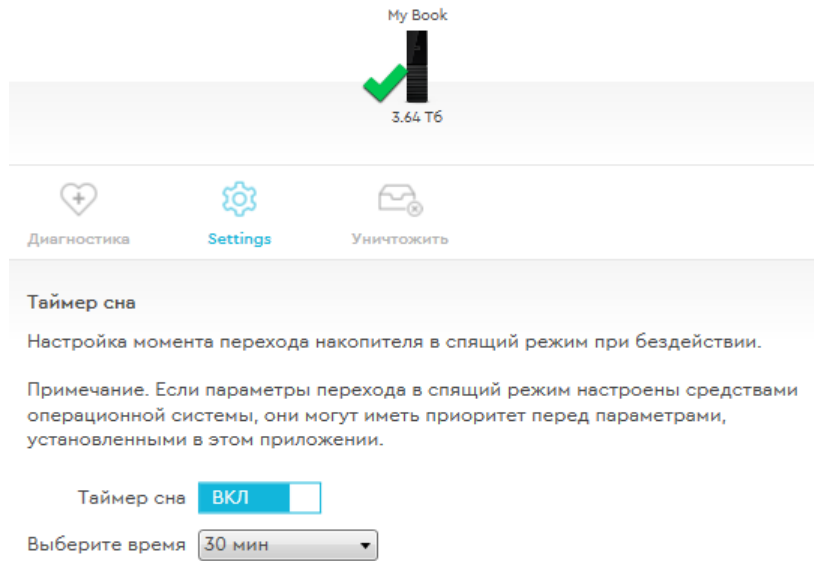 My Book
3.64 Тб
Диагностика
Settings
Уничтожить
Таймер сна
Настройка момента перехода накопителя в спящий режим при бездействии.
Примечание. Если параметры перехода в спящий режим настроены средствами
операционной системы, они могут иметь приоритет перед параметрами,
установленными в этом приложении.
Таймер сна ВКЛ
Выберите время 30 мин